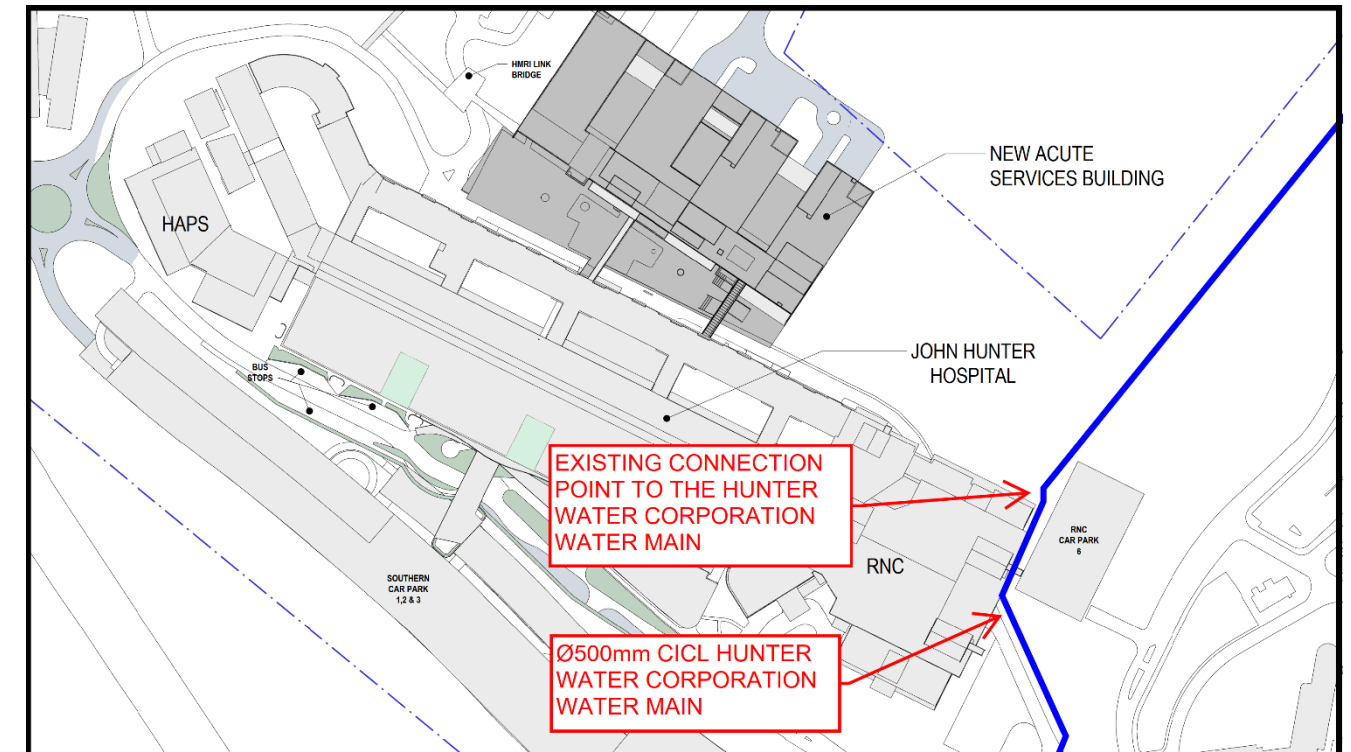 HMRI LINK
BRIDGE
NEW ACUTE
SERVICES BUILDING
HAPS
JOHN HUNTER
HOSPITAL
BUS
STOPS
EXISTING CONNECTION
POINT TO THE HUNTER
WATER CORPORATION
WATER MAIN
RNC
CAR PARK
6
RNC
SOUTHERN
CAR PARK
1,2 & 3
Ø500mm CICL HUNTER
WATER CORPORATION
WATER MAIN